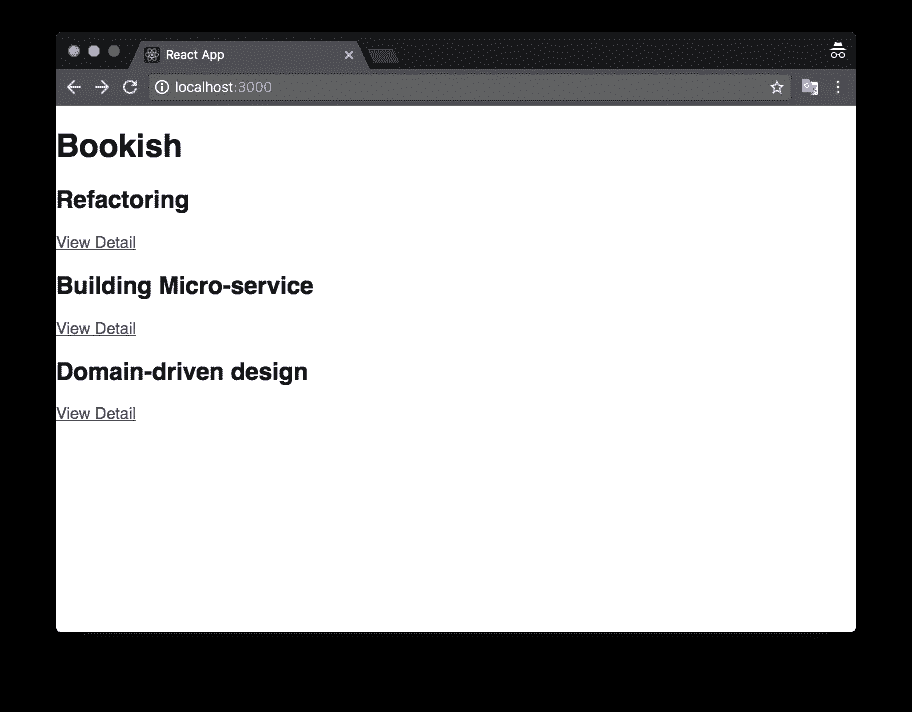 React App
localhost:3000
Bookish
Refactoring
View Detail
Building Micro-service
View Detail
Domain-driven design
View Detail